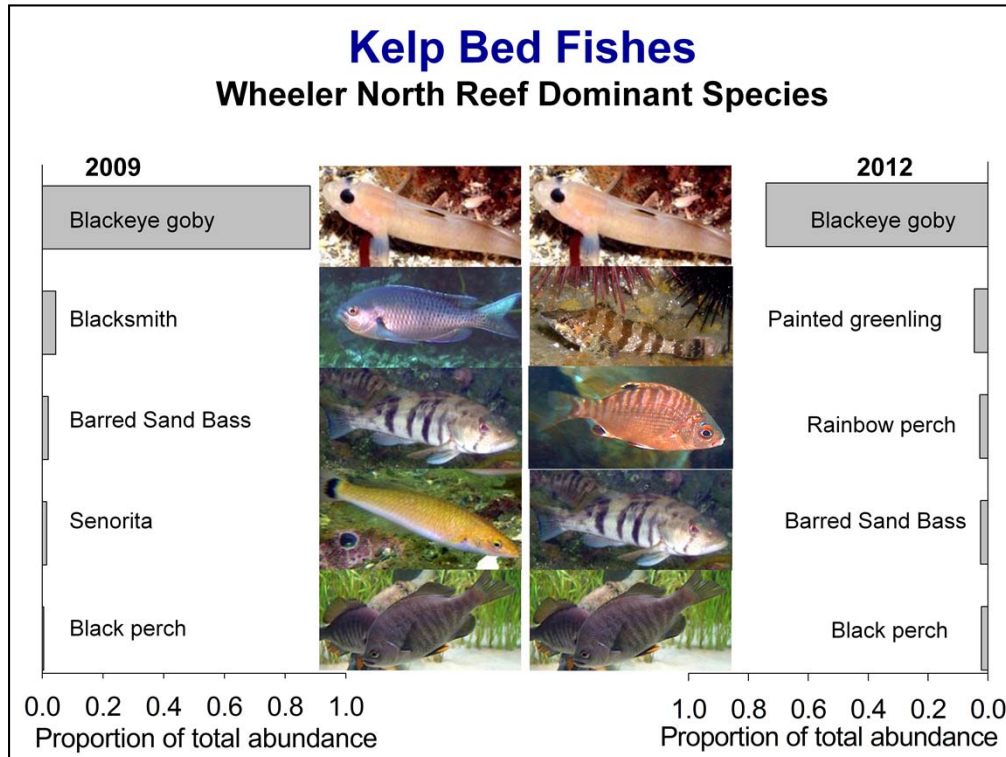 Kelp Bed Fishes
Wheeler North Reef Dominant Species
2009
Blackeye goby
Blacksmith
Barred Sand Bass
Senorita
Black perch
0.0 0.2 0.4 0.6 0.8 1.0
Proportion of total abundance
2012
Blackeye goby
Painted greenling
Rainbow perch
Barred Sand Bass
Black perch
1.0 0.8 0.6 0.4 0.2 0.0
Proportion of total abundance